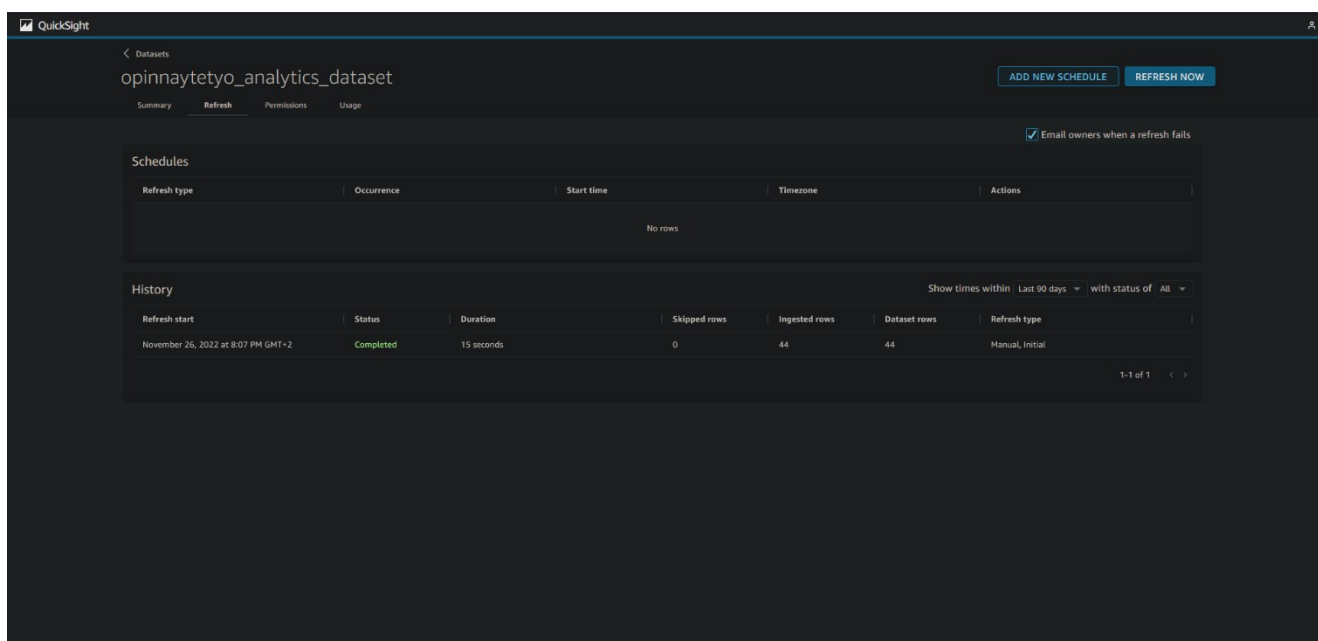 QuickSight
Datasets
opinnaytetyo_analytics_dataset
ADD NEW SCHEDULE REFRESH NOW
Summary Refresh Permissions Usage
Email owners when a refresh fails
Schedules
Refresh type Occurrence Start time Timezone Actions
No rows
History Show times within Last 90 days with status of All
Refresh start Status Duration Skipped rows Ingested rows Dataset rows Refresh type
November 26, 2022 at 8:07 PM GMT+2 Completed 15 seconds 0 44 44 Manual, Initial
1-1 of 1